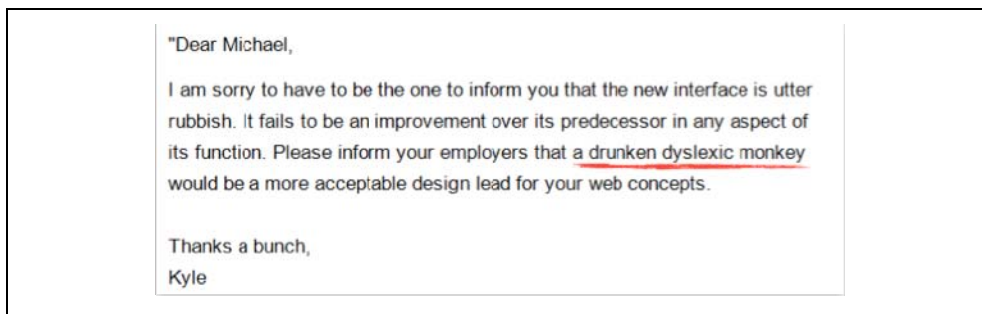 "Dear Michael,
I am sorry to have to be the one to inform you that the new interface is utter
rubbish. It fails to be an improvement over its predecessor in any aspect of
its function. Please inform your employers that a drunken dyslexic monkey
would be a more acceptable design lead for your web concepts.
Thanks a bunch,
Kyle